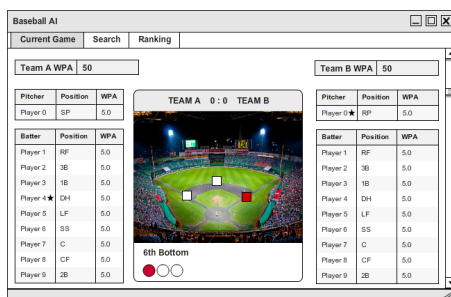 Baseball AI
Current Game Search Ranking
Team A WPA 50
Team B WPA 50
Pitcher Position WPA
Player 0 SP 5.0
Batter Position WPA
Player 1 RF 5.0
Player 2 3B 5.0
Player 3 1B 5.0
Player 4★ DH 5.0
Player 5 LF 5.0
Player 6 SS 5.0
Player 7 C 5.0
Player 8 CF 5.0
Player 9 2B 5.0
TEAM A 0 : 0 TEAM B
6th Bottom
Pitcher Position WPA
Player 0★ RP 5.0
Batter Position WPA
Player 1 RF 5.0
Player 2 3B 5.0
Player 3 1B 5.0
Player 4 DH 5.0
Player 5 LF 5.0
Player 6 SS 5.0
Player 7 C 5.0
Player 8 CF 5.0
Player 9 2B 5.0